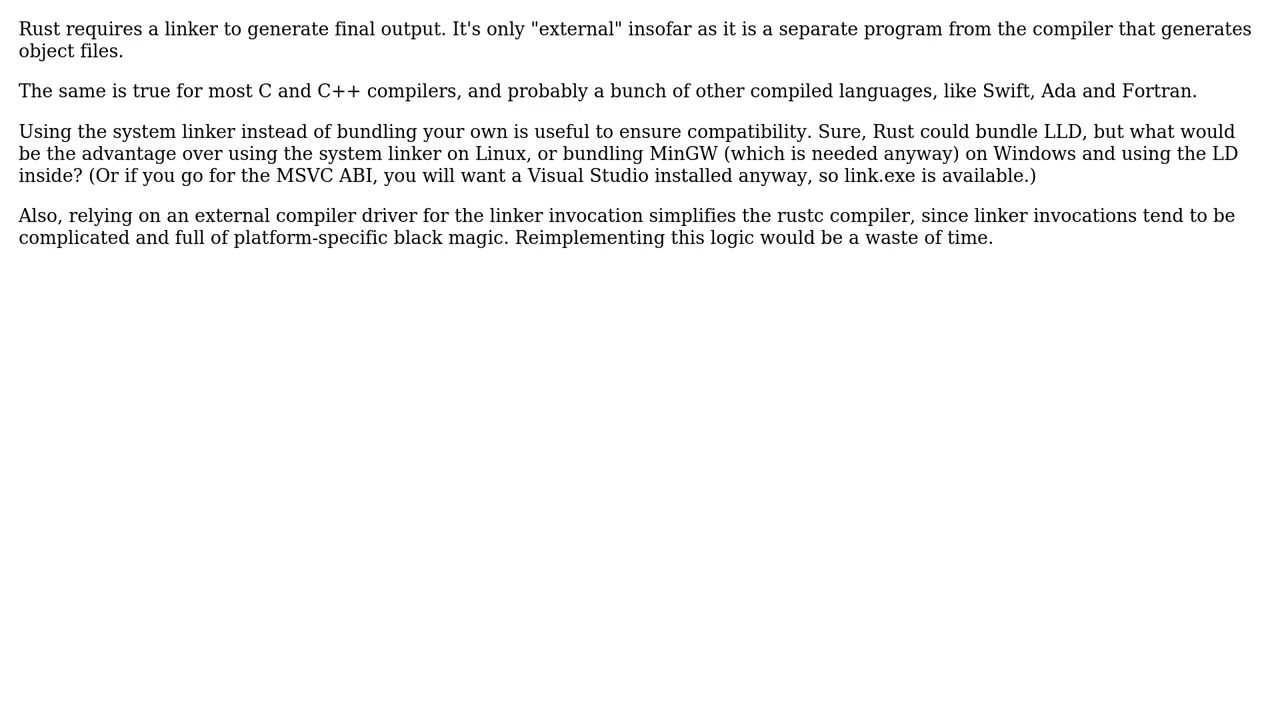 Rust requires a linker to generate final output. It's only "external" insofar as it is a separate program from the compiler that generates
object files.
The same is true for most C and C++ compilers, and probably a bunch of other compiled languages, like Swift, Ada and Fortran.
Using the system linker instead of bundling your own is useful to ensure compatibility. Sure, Rust could bundle LLD, but what would
be the advantage over using the system linker on Linux, or bundling MinGW (which is needed anyway) on Windows and using the LD
inside? (Or if you go for the MSVC ABI, you will want a Visual Studio installed anyway, so link.exe is available.)
Also, relying on an external compiler driver for the linker invocation simplifies the rustc compiler, since linker invocations tend to be
complicated and full of platform-specific black magic. Reimplementing this logic would be a waste of time.